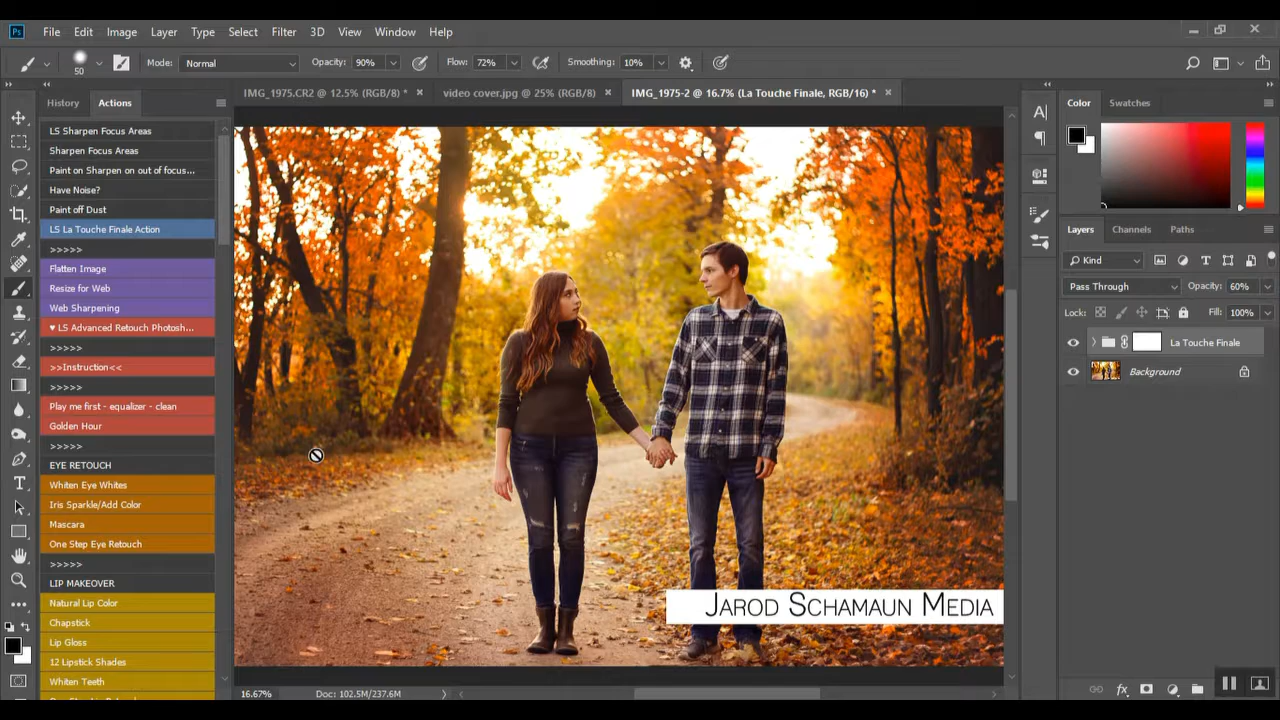 Ps File Edit Image Layer Type Select Filter 3D View Window Help
50 Mode: Normal Opacity: 90% Flow: 72% Smoothing: 10%
IMG_1975.CR2 @ 12.5% (RGB/8) * × video cover.jpg @ 25% (RGB/8) × IMG_1975-2 @ 16.7% (La Touche Finale, RGB/16) * ×
History Actions
LS Sharpen Focus Areas
Sharpen Focus Areas
Paint on Sharpen on out of focus...
Have Noise?
Paint off Dust
LS La Touche Finale Action
>>>>>
Flatten Image
Resize for Web
Web Sharpening
♥ LS Advanced Retouch Photosh...
>>>>>
>>Instruction<<
>>>>>
Play me first - equalizer - clean
Golden Hour
>>>>>
EYE RETOUCH
Whiten Eye Whites
Iris Sparkle/Add Color
Mascara
One Step Eye Retouch
>>>>>
LIP MAKEOVER
Natural Lip Color
Chapstick
Lip Gloss
12 Lipstick Shades
Whiten Teeth
Jarod Schamaun Media
16.67% Doc: 102.5M/237.6M
Color Swatches
Layers Channels Paths
Kind
Pass Through Opacity: 60%
Lock: Fill: 100%
La Touche Finale
Background